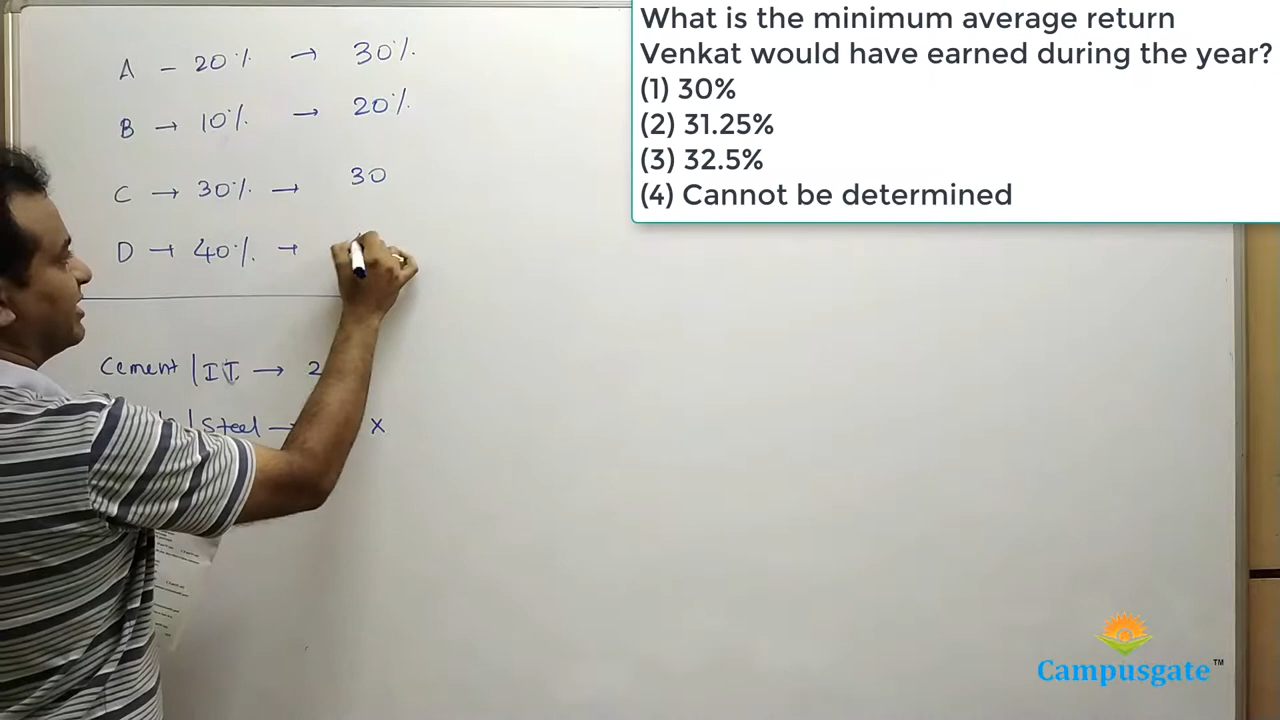 What is the minimum average return
Venkat would have earned during the year?
(1) 30%
(2) 31.25%
(3) 32.5%
(4) Cannot be determined
A - 20% → 30%.
B → 10% → 20%.
C → 30% → 30
D → 40% →
Cement | IT → 2
| Steel → x
Campusgate™